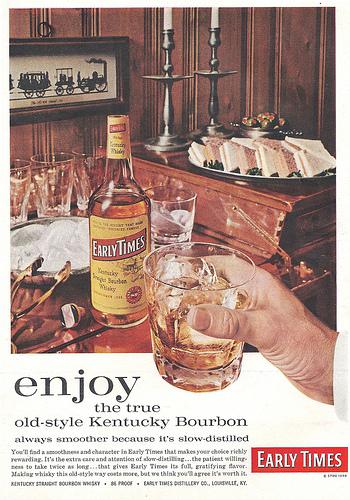 EARLY TIMES
Kentucky
Whisky
EARLY TIMES
Kentucky
Straight Bourbon
Whisky
enjoy
the true
old-style Kentucky Bourbon
always smoother because it's slow-distilled
You'll find a smoothness and character in Early Times that makes your choice richly
rewarding. It's the extra care and attention of slow-distilling... the patient willing-
ness to take twice as long... that gives Early Times its full, gratifying flavor.
Making whisky this old-style way costs more, but we think you'll agree it's worth it.
KENTUCKY STRAIGHT BOURBON WHISKY • 86 PROOF • EARLY TIMES DISTILLERY CO., LOUISVILLE, KY.
EARLY TIMES